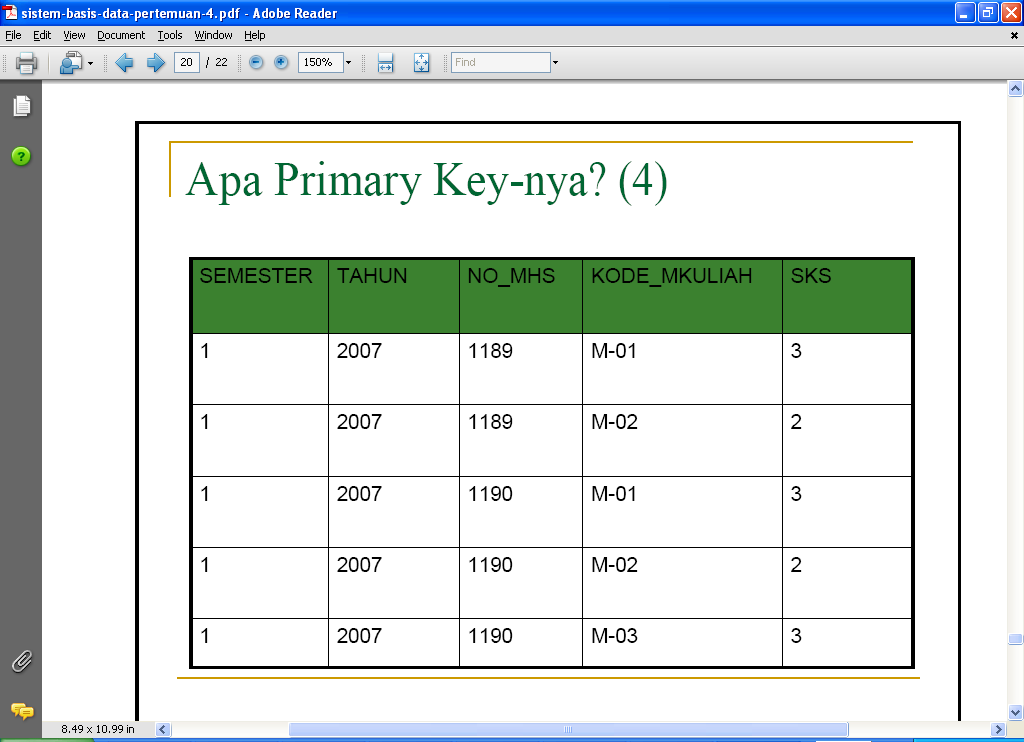 sistem-basis-data-pertemuan-4.pdf - Adobe Reader
File Edit View Document Tools Window Help
20 / 22 150% Find
Apa Primary Key-nya? (4)
SEMESTER TAHUN NO_MHS KODE_MKULIAH SKS
1 2007 1189 M-01 3
1 2007 1189 M-02 2
1 2007 1190 M-01 3
1 2007 1190 M-02 2
1 2007 1190 M-03 3
8.49 x 10.99 in